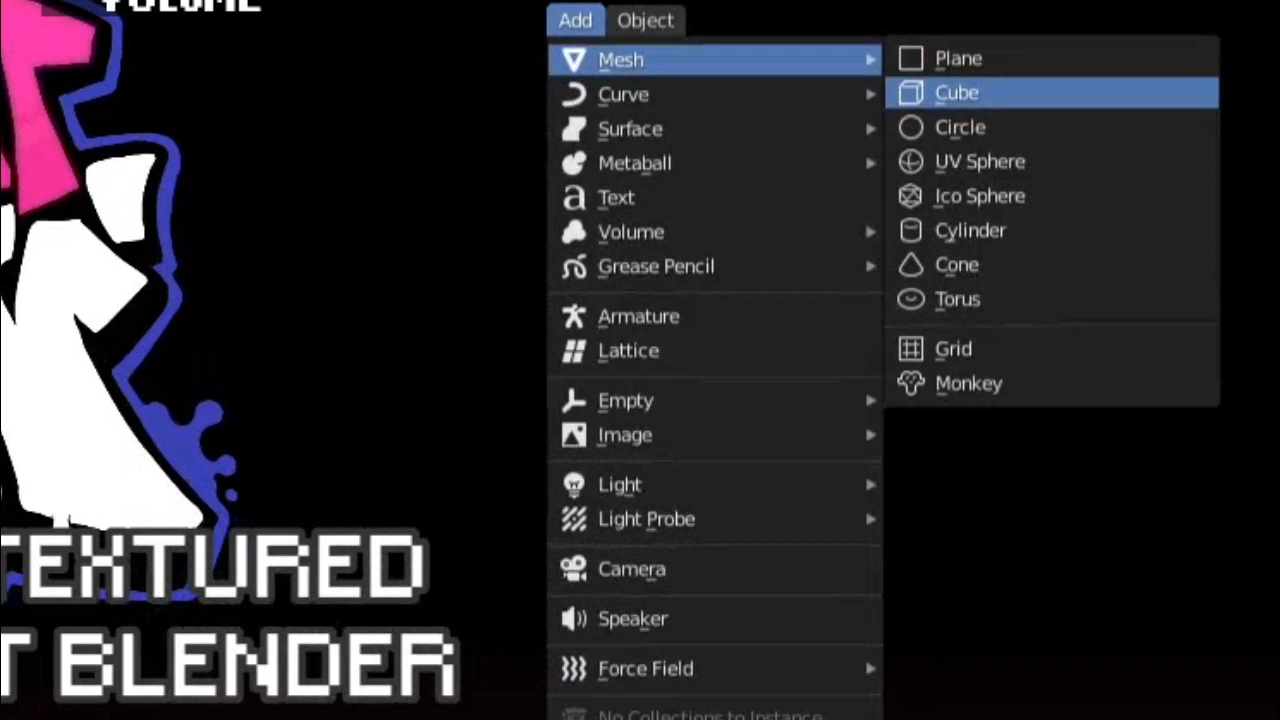 VOLUME
Add Object
Mesh
Curve
Surface
Metaball
Text
Volume
Grease Pencil
Armature
Lattice
Empty
Image
Light
Light Probe
Camera
Speaker
Force Field
No Collections to Instance
Plane
Cube
Circle
UV Sphere
Ico Sphere
Cylinder
Cone
Torus
Grid
Monkey
TEXTURED
T BLENDER